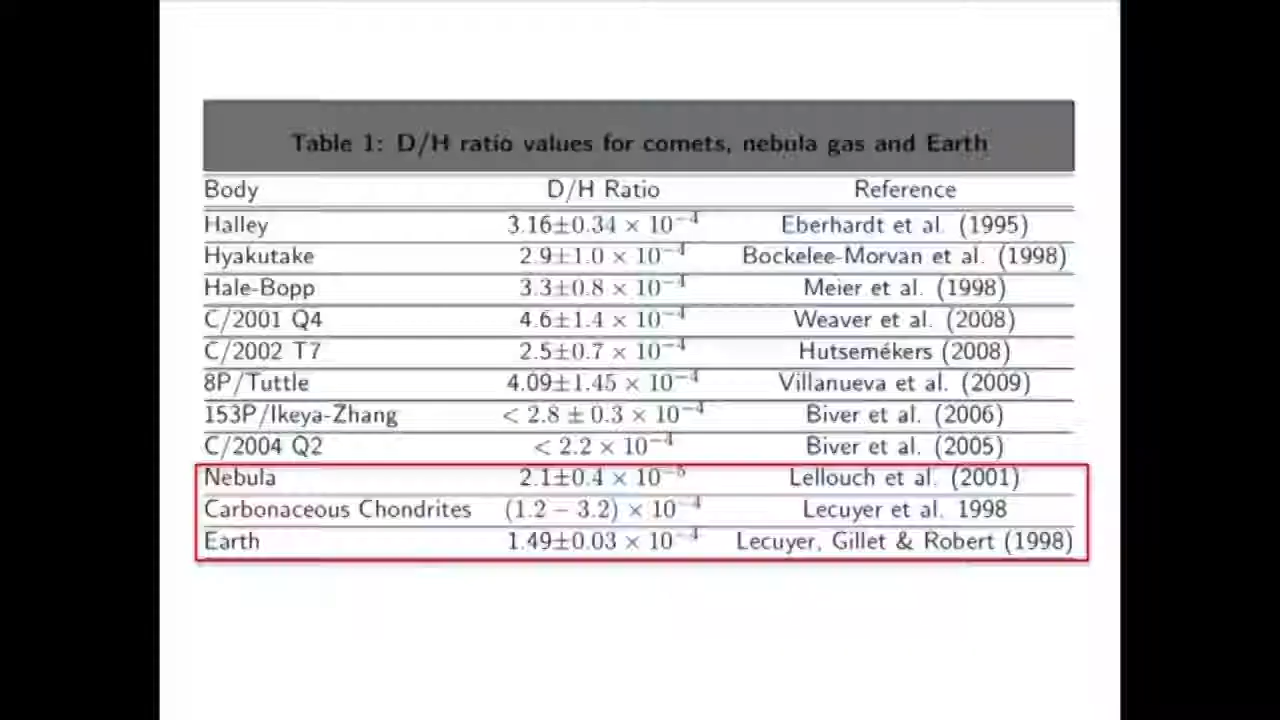 Table 1: D/H ratio values for comets, nebula gas and Earth
Body D/H Ratio Reference
Halley 3.16±0.34 × 10⁻⁴ Eberhardt et al. (1995)
Hyakutake 2.9±1.0 × 10⁻⁴ Bockelee-Morvan et al. (1998)
Hale-Bopp 3.3±0.8 × 10⁻⁴ Meier et al. (1998)
C/2001 Q4 4.6±1.4 × 10⁻⁴ Weaver et al. (2008)
C/2002 T7 2.5±0.7 × 10⁻⁴ Hutsemékers (2008)
8P/Tuttle 4.09±1.45 × 10⁻⁴ Villanueva et al. (2009)
153P/Ikeya-Zhang < 2.8 ± 0.3 × 10⁻⁴ Biver et al. (2006)
C/2004 Q2 < 2.2 × 10⁻⁴ Biver et al. (2005)
Nebula 2.1±0.4 × 10⁻⁵ Lellouch et al. (2001)
Carbonaceous Chondrites (1.2 − 3.2) × 10⁻⁴ Lecuyer et al. 1998
Earth 1.49±0.03 × 10⁻⁴ Lecuyer, Gillet & Robert (1998)